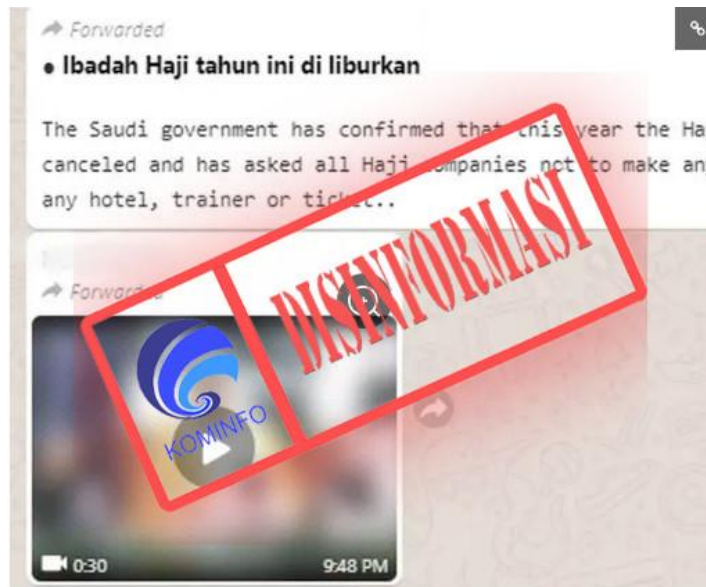 Forwarded
• Ibadah Haji tahun ini di liburkan
The Saudi government has confirmed that this year the Ha
canceled and has asked all Haji companies not to make an
any hotel, trainer or ticket..
Forwarded
DISINFORMASI
KOMINFO
0:30
9:48 PM